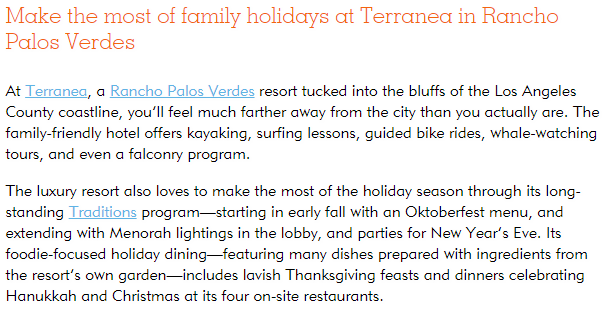 Make the most of family holidays at Terranea in Rancho
Palos Verdes
At Terranea, a Rancho Palos Verdes resort tucked into the bluffs of the Los Angeles
County coastline, you’ll feel much farther away from the city than you actually are. The
family-friendly hotel offers kayaking, surfing lessons, guided bike rides, whale-watching
tours, and even a falconry program.
The luxury resort also loves to make the most of the holiday season through its long-
standing Traditions program—starting in early fall with an Oktoberfest menu, and
extending with Menorah lightings in the lobby, and parties for New Year’s Eve. Its
foodie-focused holiday dining—featuring many dishes prepared with ingredients from
the resort’s own garden—includes lavish Thanksgiving feasts and dinners celebrating
Hanukkah and Christmas at its four on-site restaurants.